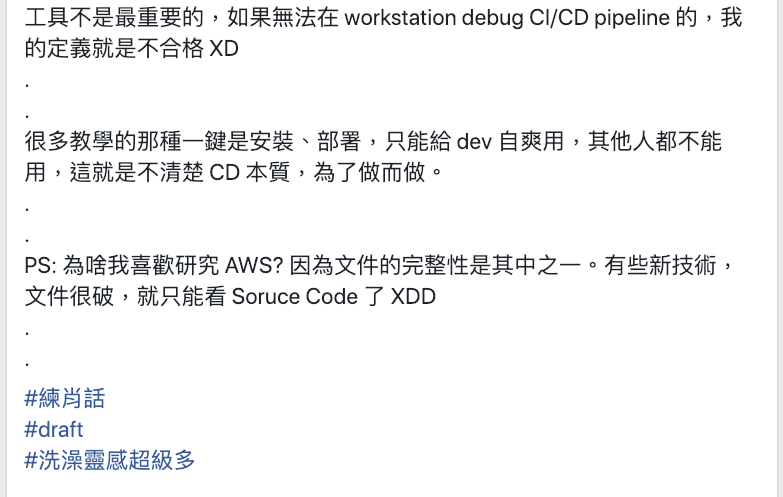 工具不是最重要的，如果無法在 workstation debug CI/CD pipeline 的，我
的定義就是不合格 XD
.
.
很多教學的那種一鍵是安裝、部署，只能給 dev 自爽用，其他人都不能
用，這就是不清楚 CD 本質，為了做而做。
.
.
PS: 為啥我喜歡研究 AWS? 因為文件的完整性是其中之一。有些新技術，
文件很破，就只能看 Soruce Code 了 XDD
.
.
#練肖話
#draft
#洗澡靈感超級多